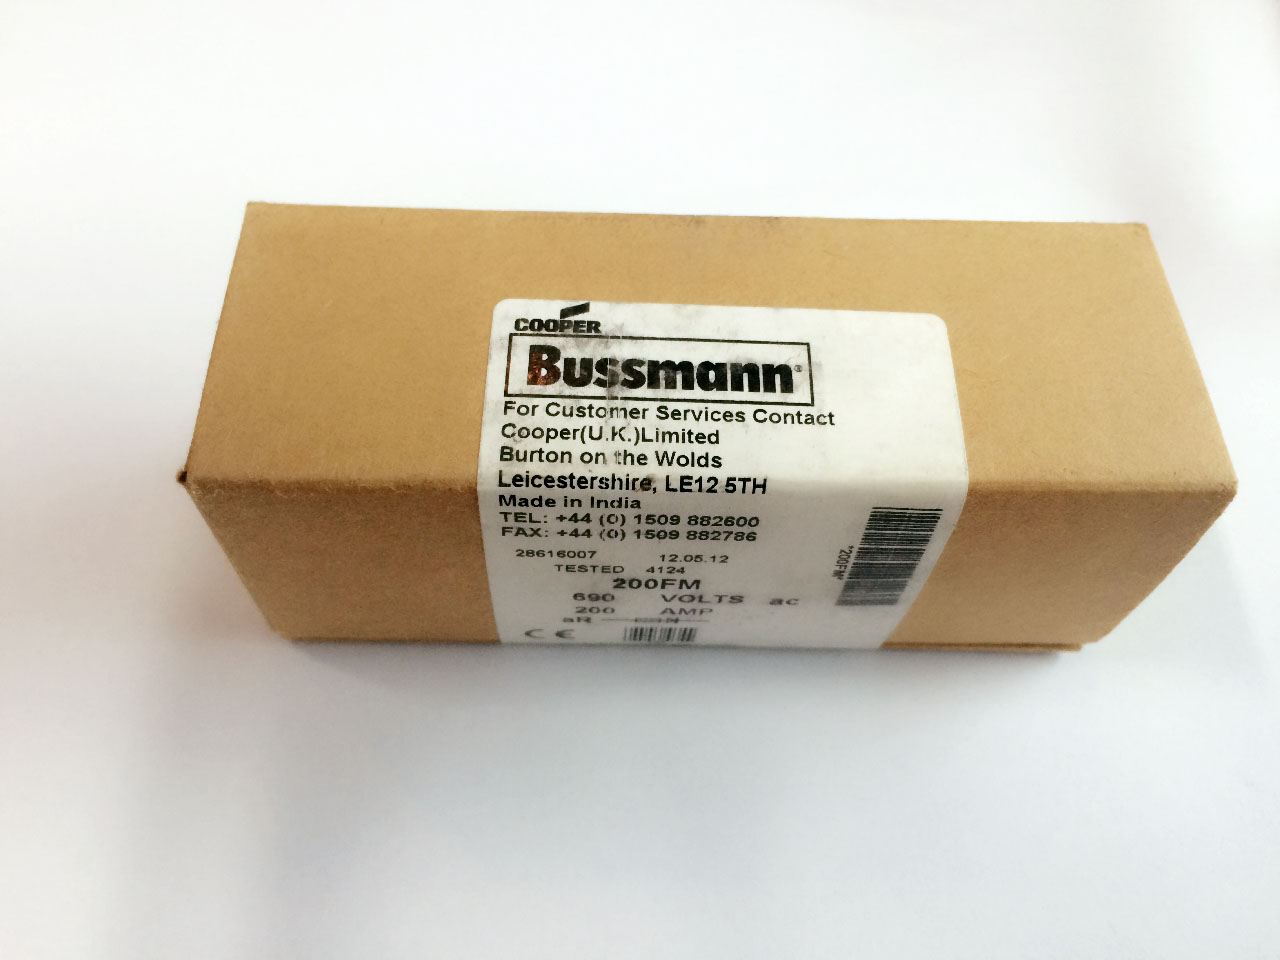 COOPER
Bussmann®
For Customer Services Contact
Cooper(U.K.)Limited
Burton on the Wolds
Leicestershire, LE12 5TH
Made in India
TEL: +44 (0) 1509 882600
FAX: +44 (0) 1509 882786
28616007 12.05.12
TESTED 4124
200FM
690 VOLTS ac
200 AMP
aR
CE
*200FM*